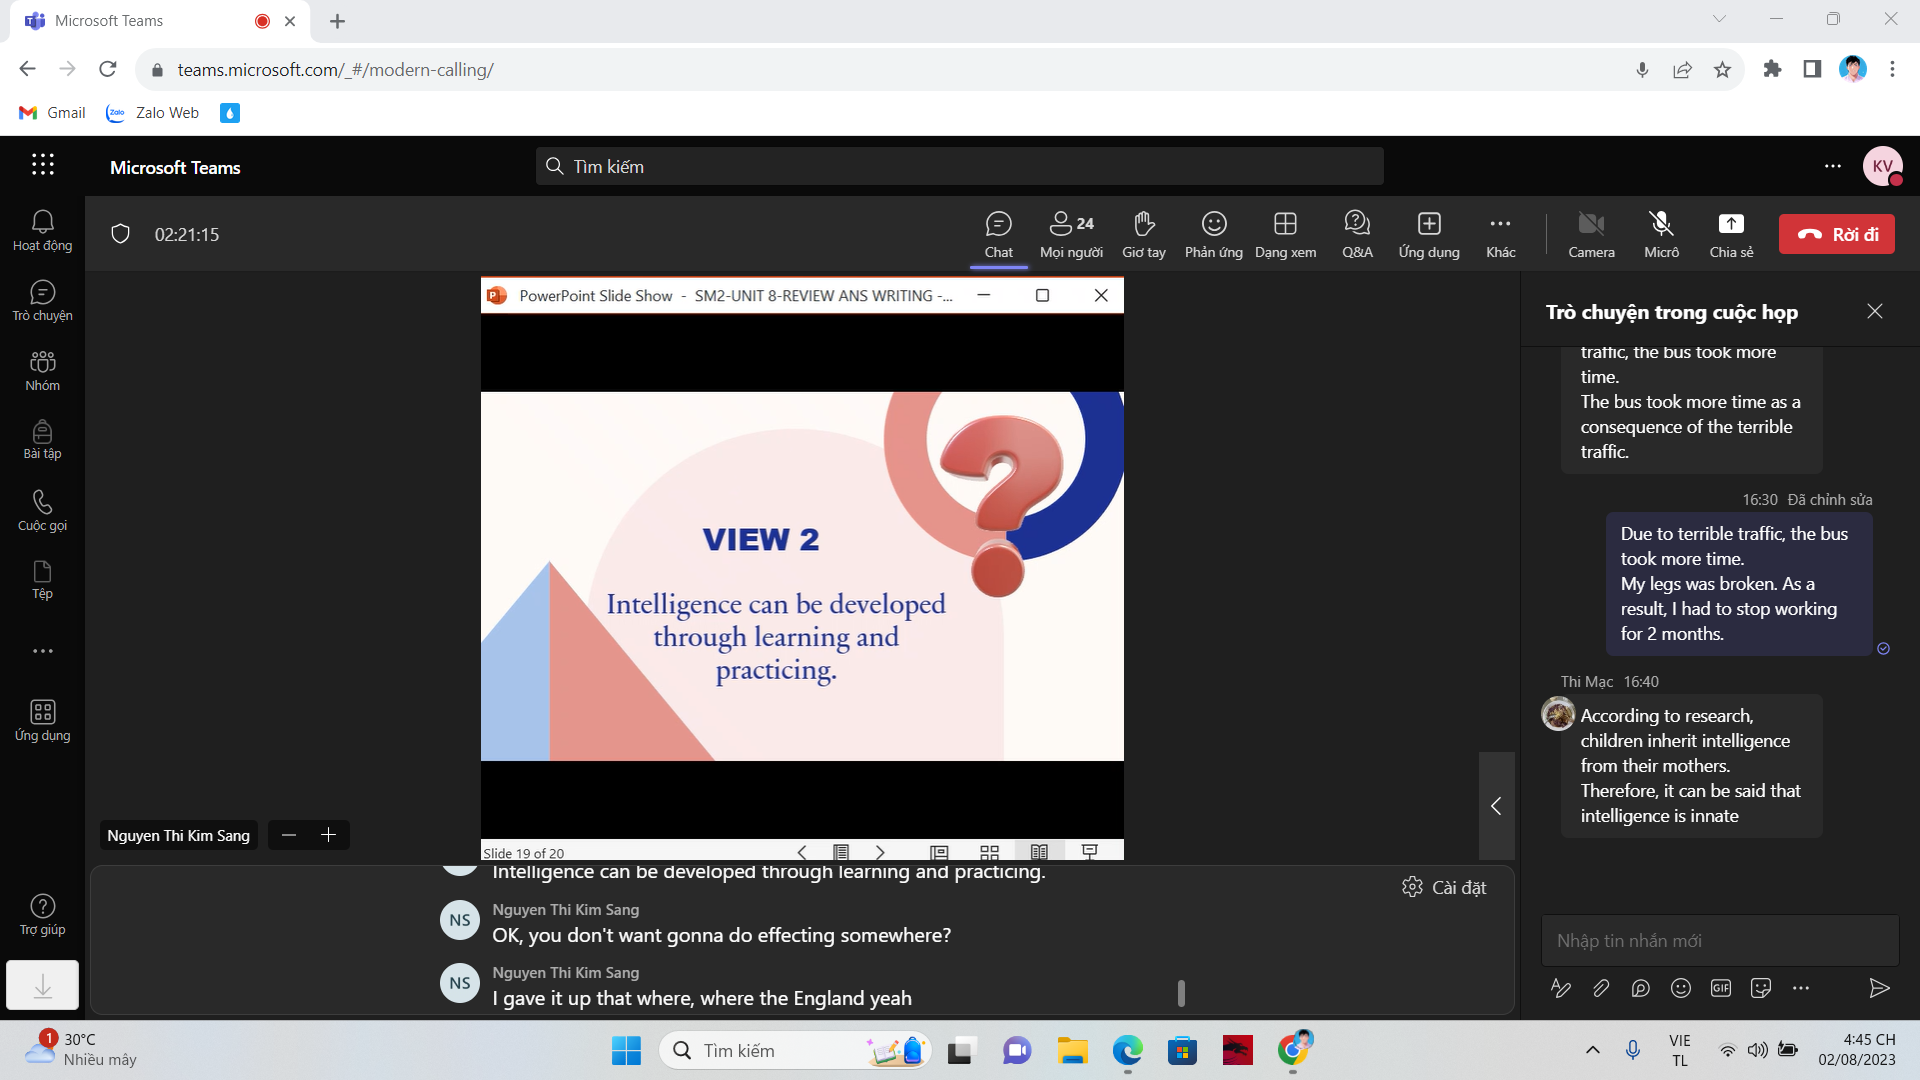 Microsoft Teams
teams.microsoft.com/_#/modern-calling/
Gmail
Zalo
Zalo Web
Microsoft Teams
Tìm kiếm
KV
Hoạt động
Trò chuyện
Nhóm
Bài tập
Cuộc gọi
Tệp
Ứng dụng
Trợ giúp
02:21:15
Chat
24
Mọi người
Giơ tay
Phản ứng
Dạng xem
Q&A
Ứng dụng
Khác
Camera
Micrô
Chia sẻ
Rời đi
PowerPoint Slide Show - SM2-UNIT 8-REVIEW ANS WRITING -...
VIEW 2
Intelligence can be developed
through learning and
practicing.
Slide 19 of 20
Nguyen Thi Kim Sang
Intelligence can be developed through learning and practicing.
NS
Nguyen Thi Kim Sang
OK, you don't want gonna do effecting somewhere?
NS
Nguyen Thi Kim Sang
I gave it up that where, where the England yeah
Cài đặt
Trò chuyện trong cuộc họp
traffic, the bus took more
time.
The bus took more time as a
consequence of the terrible
traffic.
16:30 Đã chỉnh sửa
Due to terrible traffic, the bus
took more time.
My legs was broken. As a
result, I had to stop working
for 2 months.
Thi Mạc 16:40
According to research,
children inherit intelligence
from their mothers.
Therefore, it can be said that
intelligence is innate
Nhập tin nhắn mới
GIF
1
30°C
Nhiều mây
Tìm kiếm
VIE
TL
4:45 CH
02/08/2023